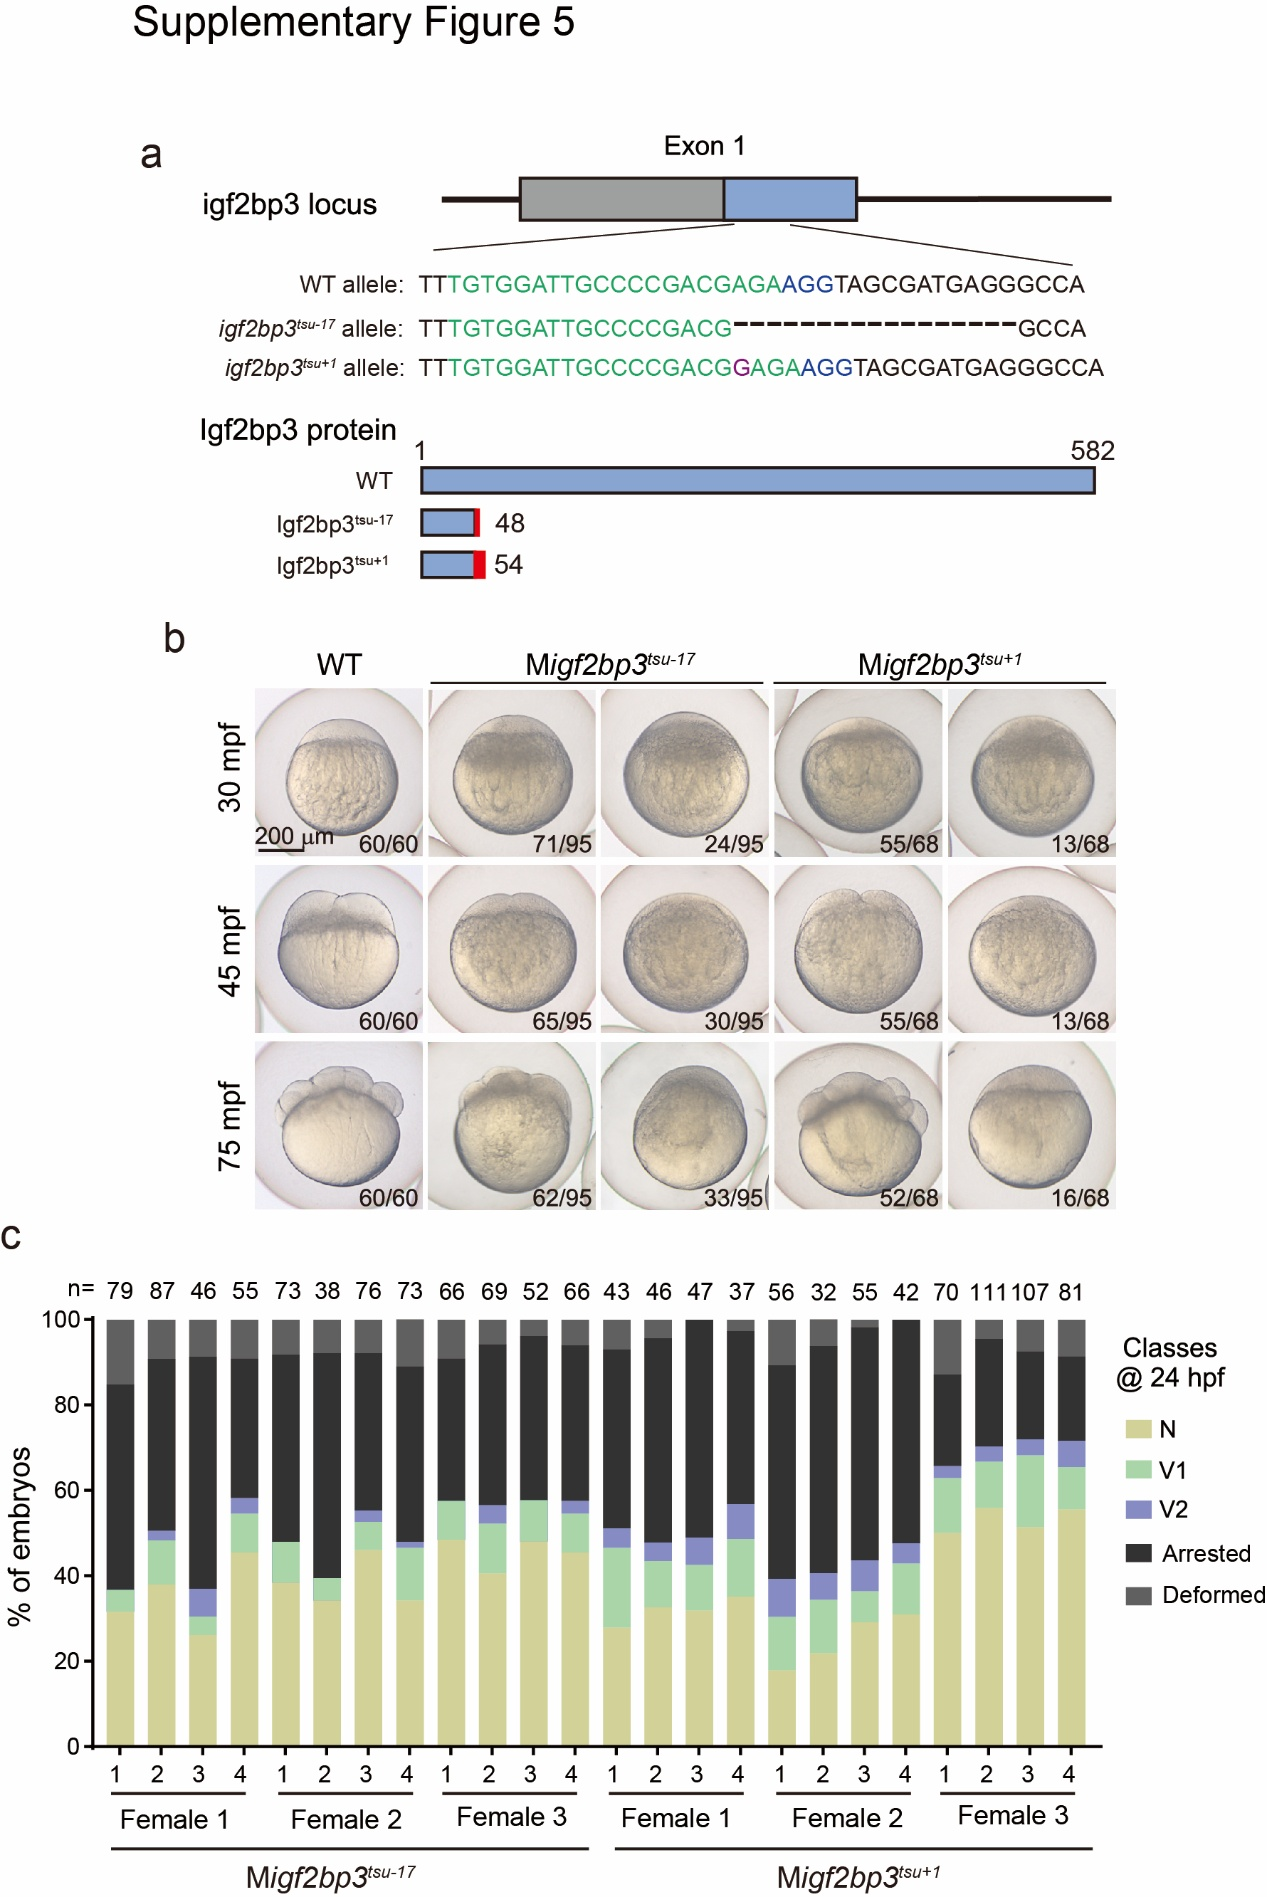 Supplementary Figure 5
a
Exon 1
igf2bp3 locus
WT allele: TTTGTGGATTGCCCCGACGAGAAGGTAGCGATGAGGGCCA
igf2bp3tsu-17 allele: TTTGTGGATTGCCCCGACG-----------------GCCA
igf2bp3tsu+1 allele: TTTGTGGATTGCCCCGACGGAGAAGGTAGCGATGAGGGCCA
Igf2bp3 protein
1 582
WT
Igf2bp3tsu-17 48
Igf2bp3tsu+1 54
b
WT Migf2bp3tsu-17 Migf2bp3tsu+1
30 mpf
200 μm 60/60 71/95 24/95 55/68 13/68
45 mpf
60/60 65/95 30/95 55/68 13/68
75 mpf
60/60 62/95 33/95 52/68 16/68
c
n= 79 87 46 55 73 38 76 73 66 69 52 66 43 46 47 37 56 32 55 42 70 111 107 81
% of embryos
100
80
60
40
20
0
Classes
@ 24 hpf
N
V1
V2
Arrested
Deformed
1 2 3 4 1 2 3 4 1 2 3 4 1 2 3 4 1 2 3 4 1 2 3 4
Female 1 Female 2 Female 3 Female 1 Female 2 Female 3
Migf2bp3tsu-17 Migf2bp3tsu+1